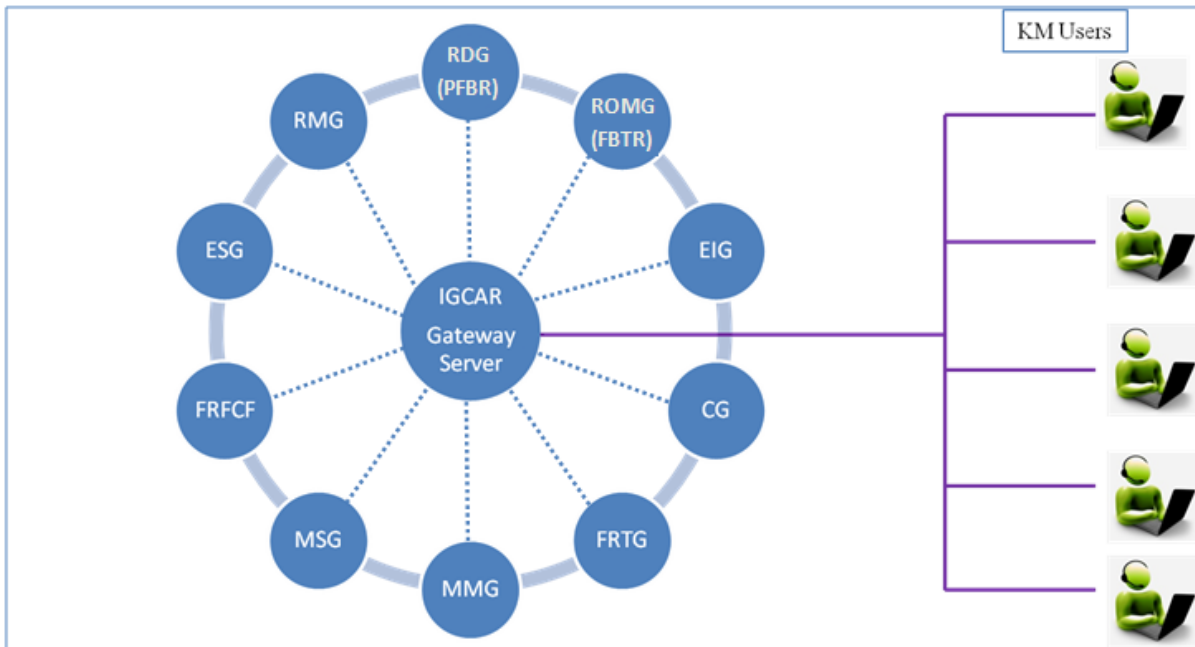 KM Users
RDG
(PFBR)
ROMG
(FBTR)
RMG
EIG
ESG
IGCAR
Gateway
Server
FRFCF
CG
MSG
FRTG
MMG